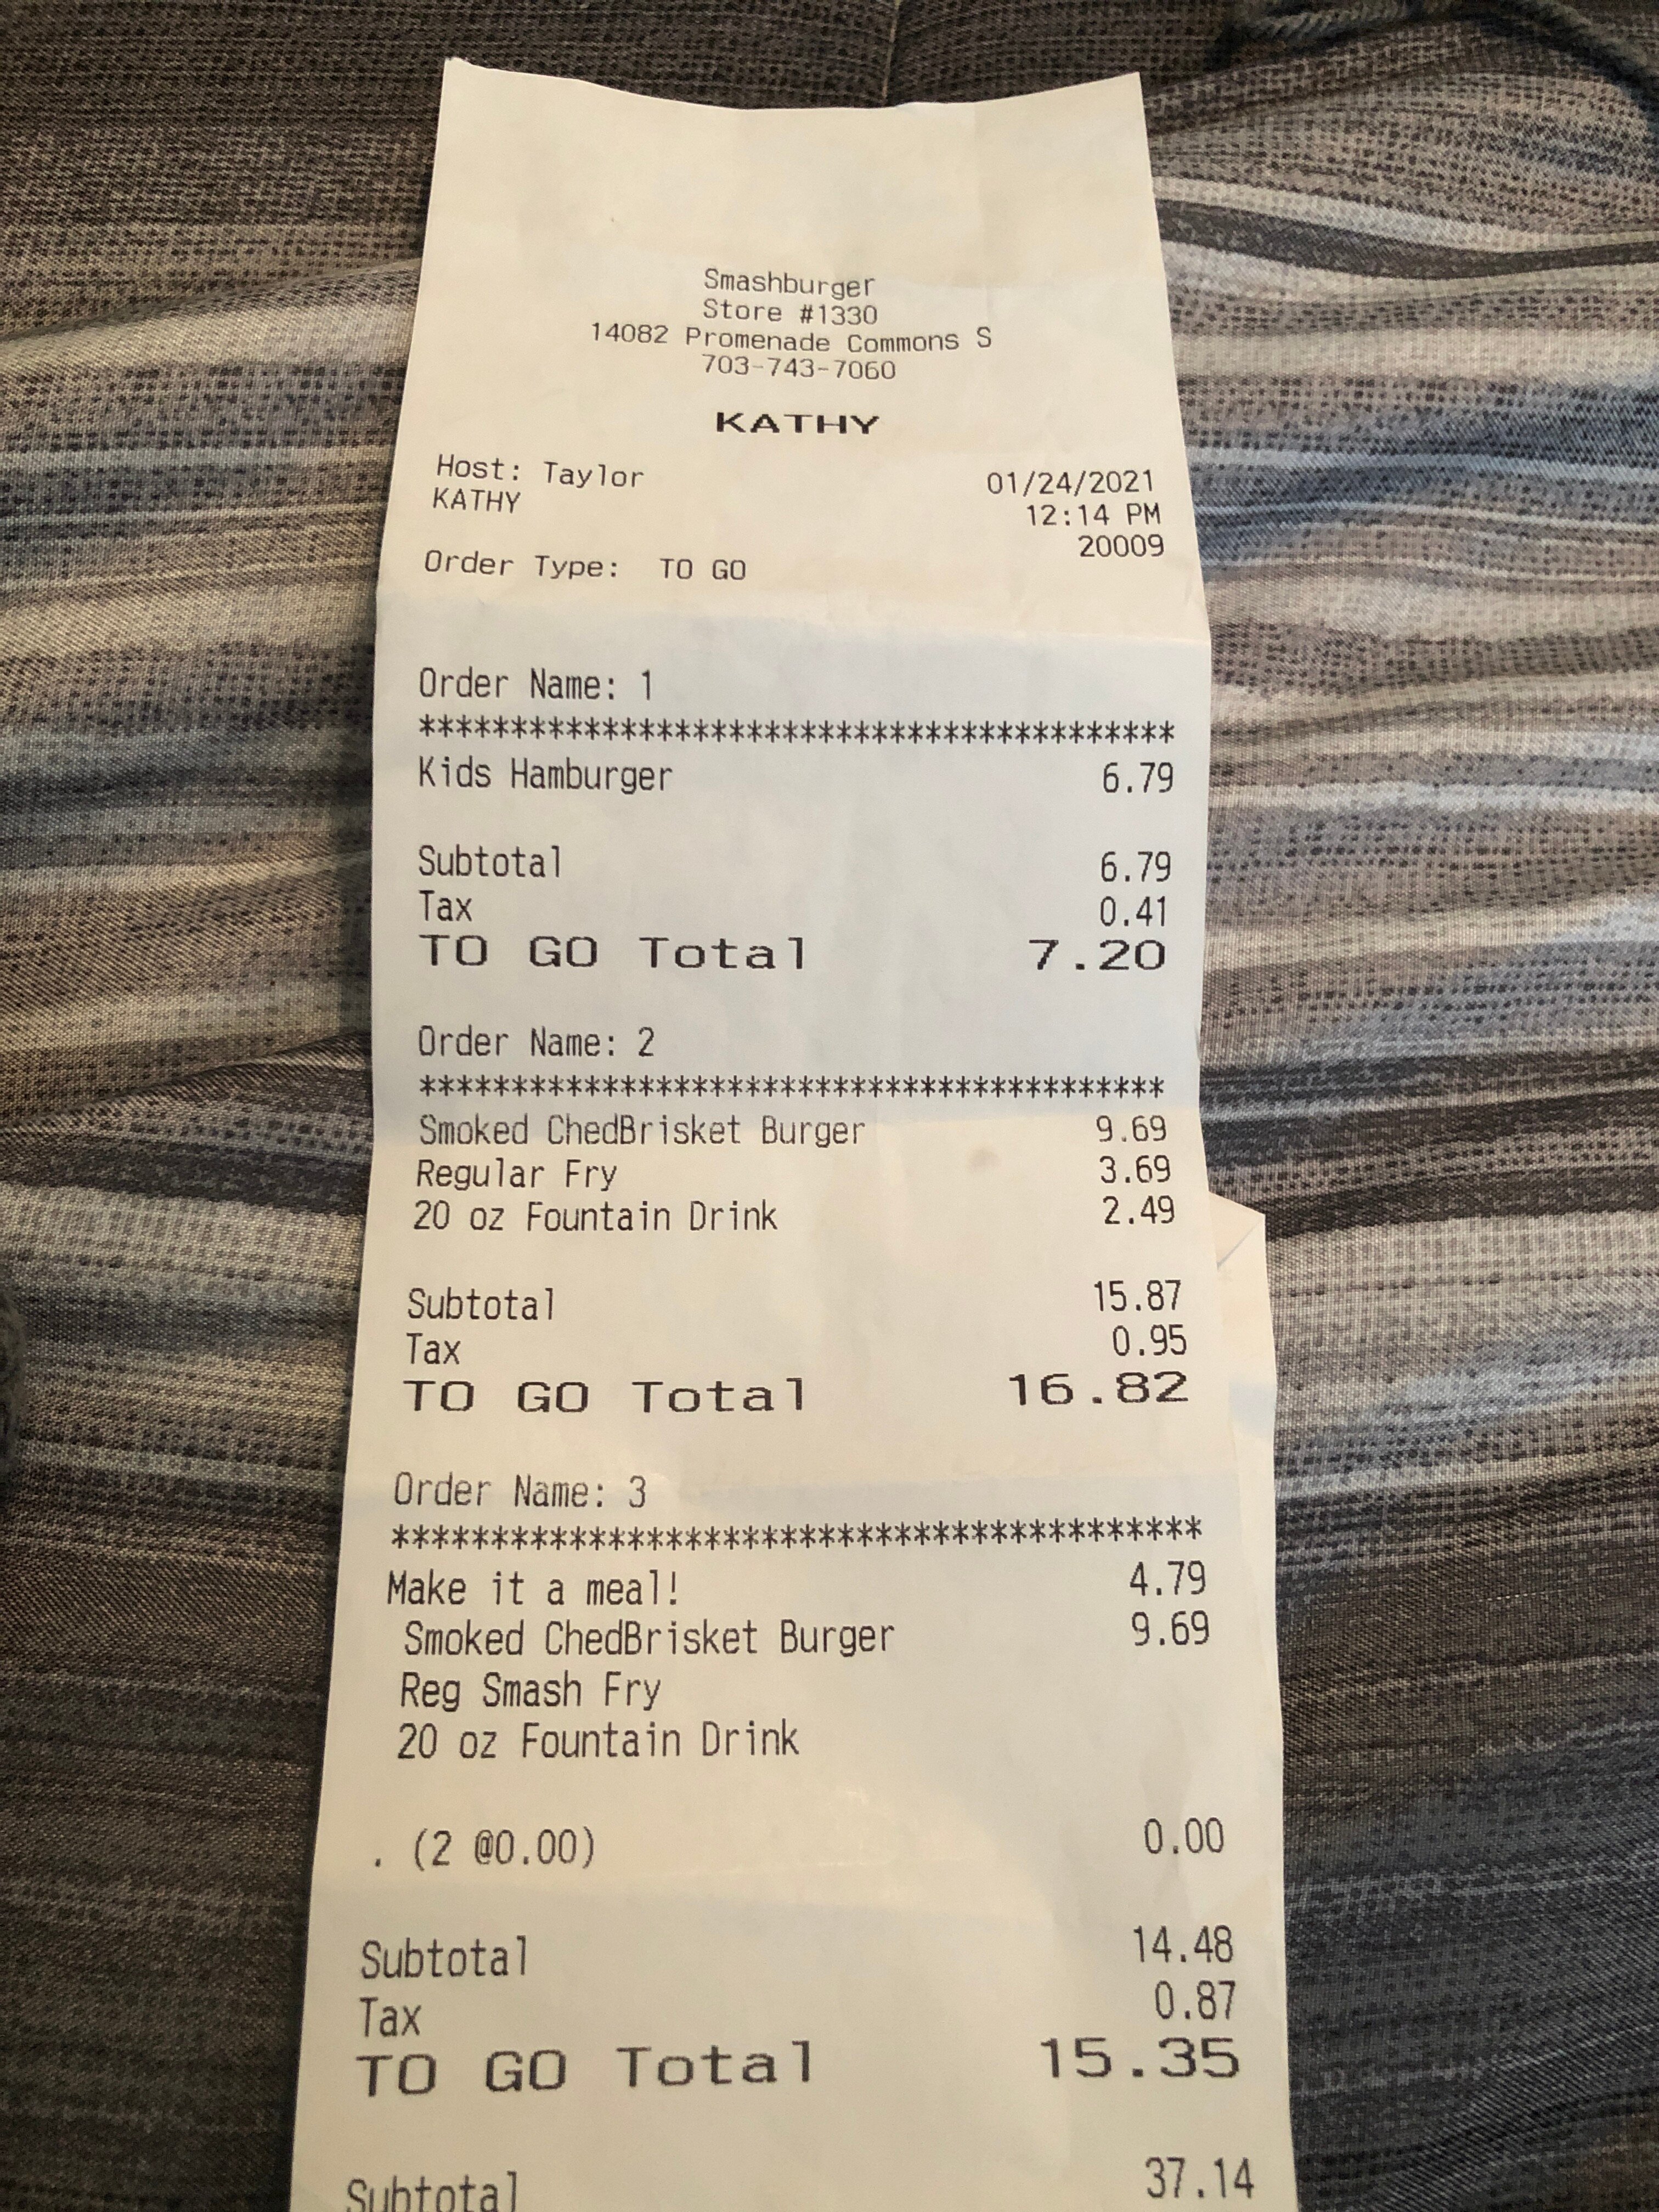 Smashburger
Store #1330
14082 Promenade Commons S
703-743-7060
KATHY
Host: Taylor 01/24/2021
KATHY 12:14 PM
20009
Order Type: TO GO
Order Name: 1
*****************************************
Kids Hamburger 6.79
Subtotal 6.79
Tax 0.41
TO GO Total 7.20
Order Name: 2
*****************************************
Smoked ChedBrisket Burger 9.69
Regular Fry 3.69
20 oz Fountain Drink 2.49
Subtotal 15.87
Tax 0.95
TO GO Total 16.82
Order Name: 3
*****************************************
Make it a meal! 4.79
Smoked ChedBrisket Burger 9.69
Reg Smash Fry
20 oz Fountain Drink
. (2 @0.00) 0.00
Subtotal 14.48
Tax 0.87
TO GO Total 15.35
Subtotal 37.14